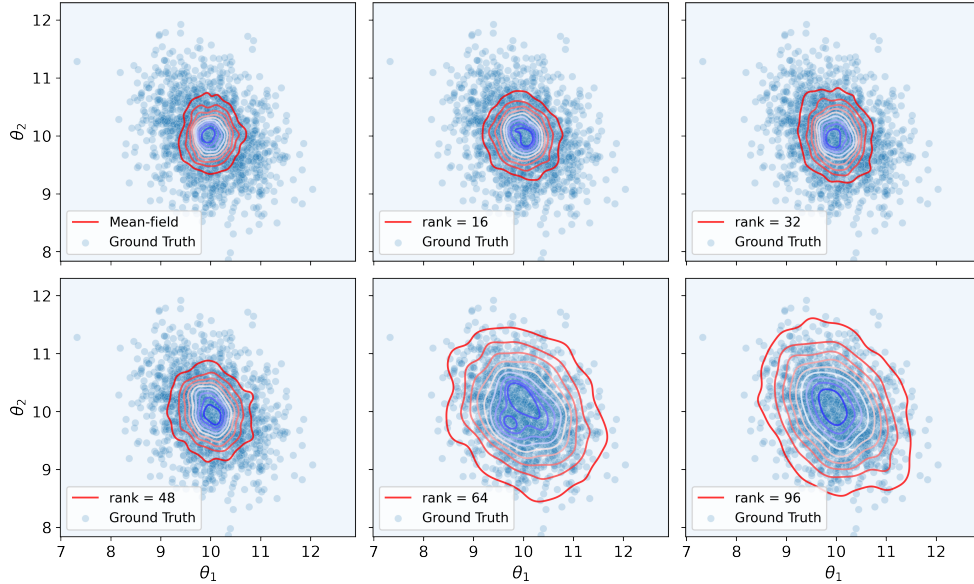 12
11
θ₂
10
9
8
Mean-field
Ground Truth
rank = 16
Ground Truth
rank = 32
Ground Truth
12
11
θ₂
10
9
8
rank = 48
Ground Truth
rank = 64
Ground Truth
rank = 96
Ground Truth
7 8 9 10 11 12
7 8 9 10 11 12
7 8 9 10 11 12
θ₁
θ₁
θ₁